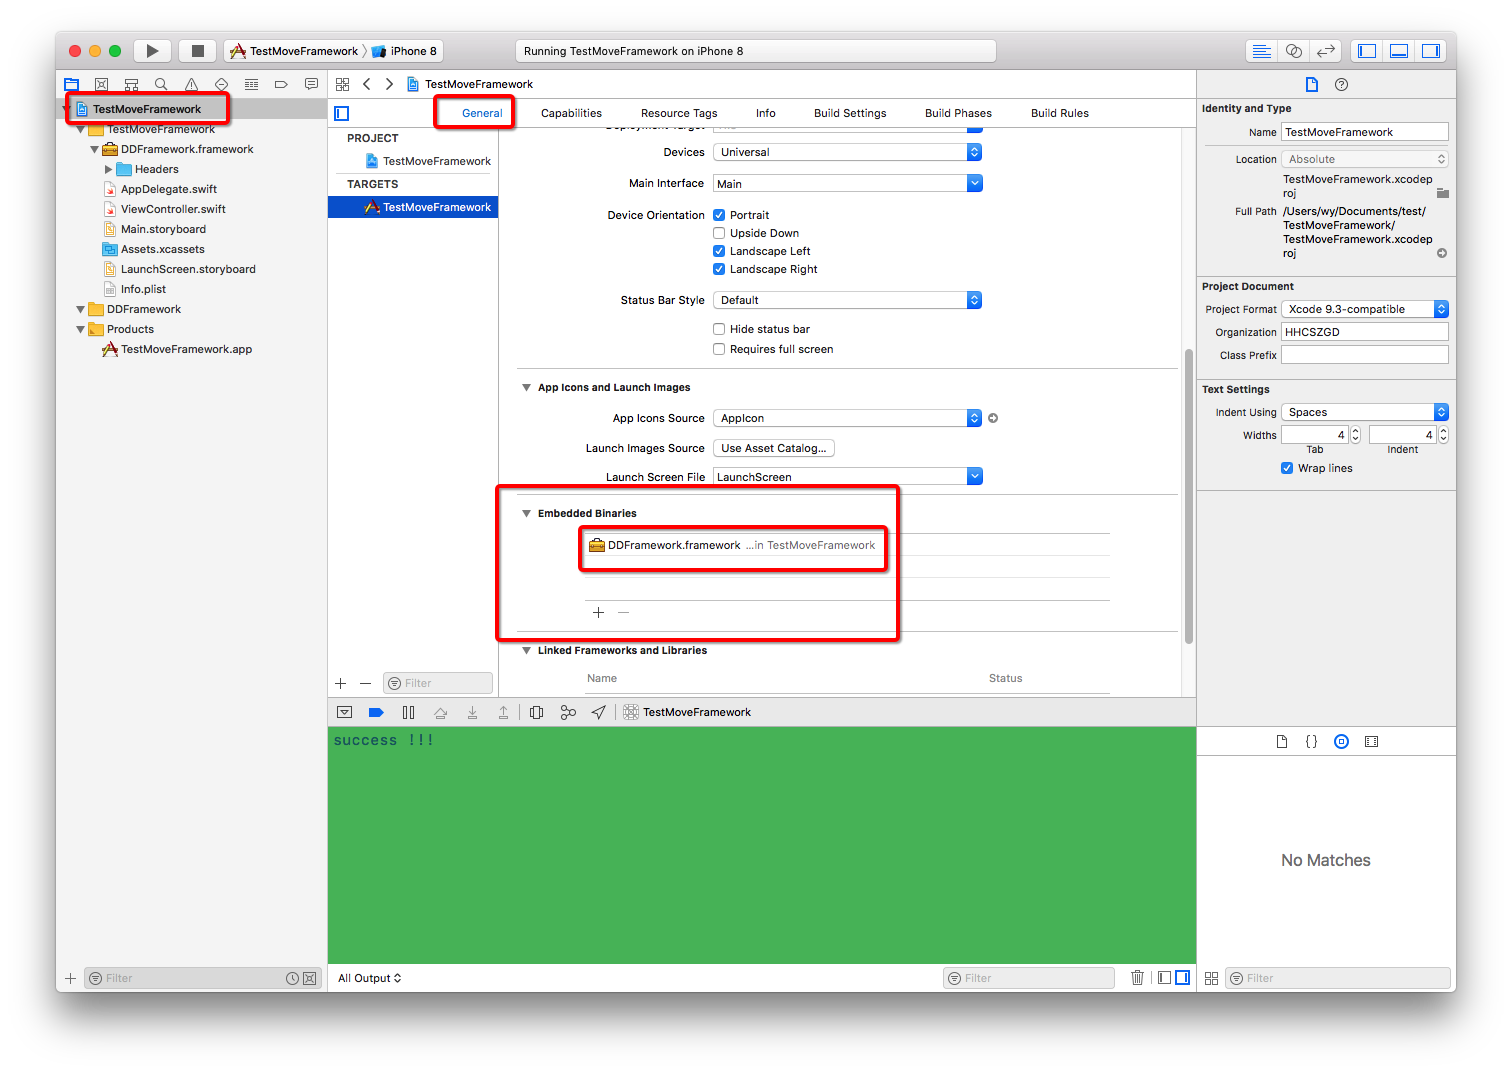 TestMoveFramework
iPhone 8
Running TestMoveFramework on iPhone 8
TestMoveFramework
TestMoveFramework
TestMoveFramework
DDFramework.framework
Headers
AppDelegate.swift
ViewController.swift
Main.storyboard
Assets.xcassets
LaunchScreen.storyboard
Info.plist
DDFramework
Products
TestMoveFramework.app
Filter
General
Capabilities
Resource Tags
Info
Build Settings
Build Phases
Build Rules
PROJECT
TestMoveFramework
TARGETS
TestMoveFramework
Filter
Deployment Target
Devices
Universal
Main Interface
Main
Device Orientation
Portrait
Upside Down
Landscape Left
Landscape Right
Status Bar Style
Default
Hide status bar
Requires full screen
App Icons and Launch Images
App Icons Source
AppIcon
Launch Images Source
Use Asset Catalog...
Launch Screen File
LaunchScreen
Embedded Binaries
DDFramework.framework ...in TestMoveFramework
Linked Frameworks and Libraries
Name
Status
TestMoveFramework
success !!!
All Output
Filter
Identity and Type
Name
TestMoveFramework
Location
Absolute
TestMoveFramework.xcodep
roj
Full Path
/Users/wy/Documents/test/
TestMoveFramework/
TestMoveFramework.xcodep
roj
Project Document
Project Format
Xcode 9.3-compatible
Organization
HHCSZGD
Class Prefix
Text Settings
Indent Using
Spaces
Widths
4
4
Tab
Indent
Wrap lines
No Matches
Filter